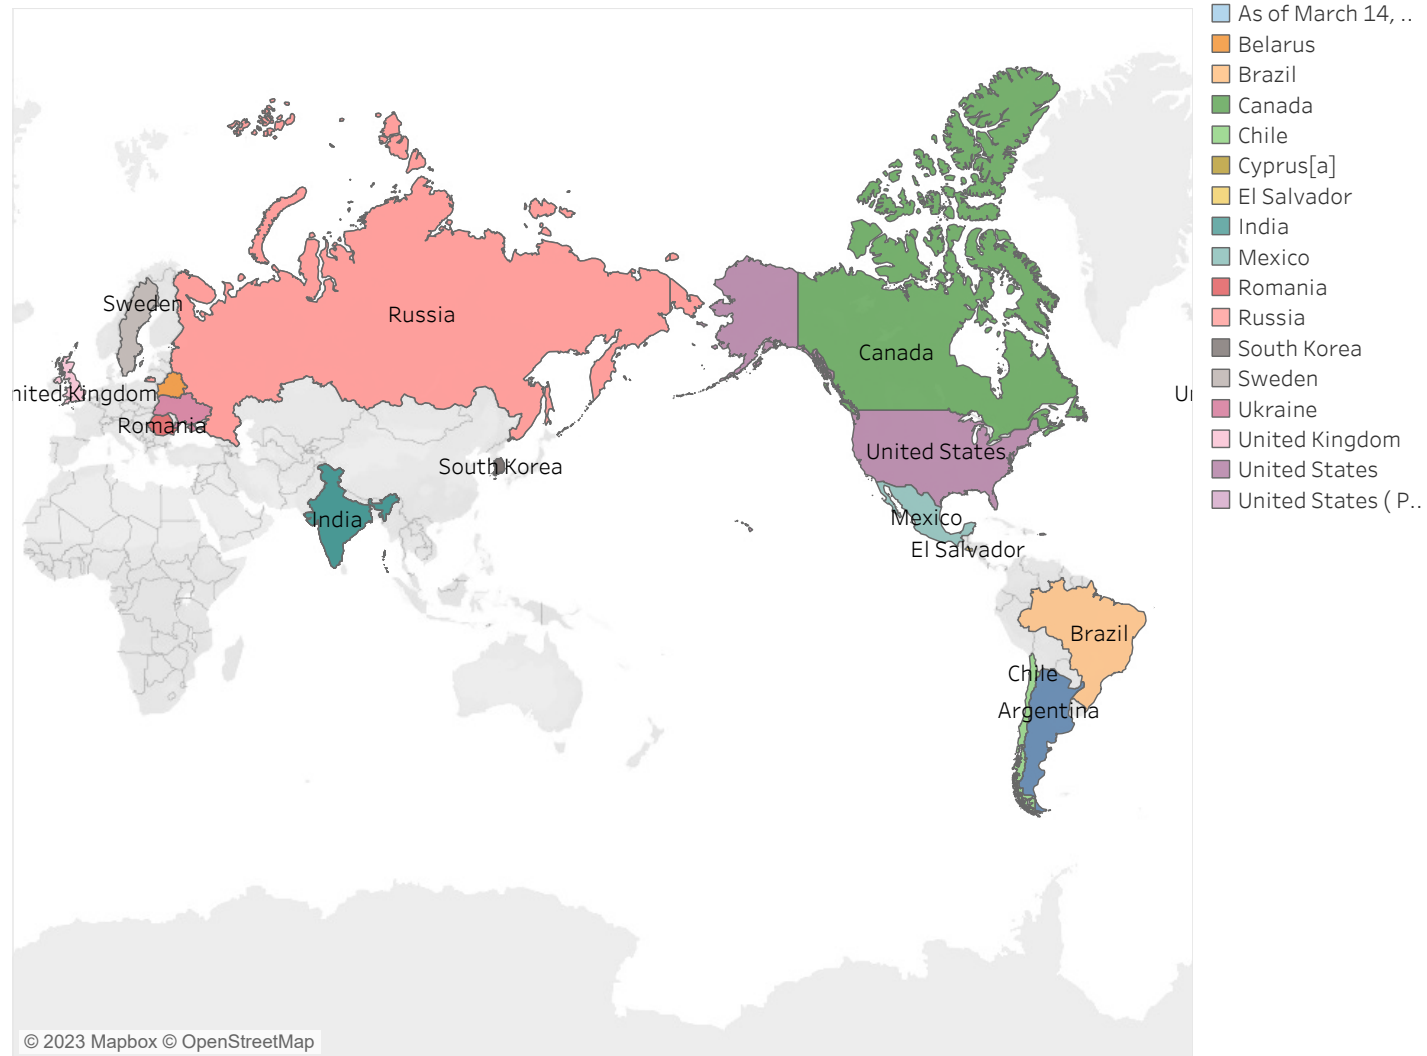 Sweden
Russia
Canada
nited Kingdom
Romania
United States
South Korea
India
Mexico
El Salvador
Brazil
Chile
Argentina
Un
As of March 14, ..
Belarus
Brazil
Canada
Chile
Cyprus[a]
El Salvador
India
Mexico
Romania
Russia
South Korea
Sweden
Ukraine
United Kingdom
United States
United States ( P..
© 2023 Mapbox © OpenStreetMap